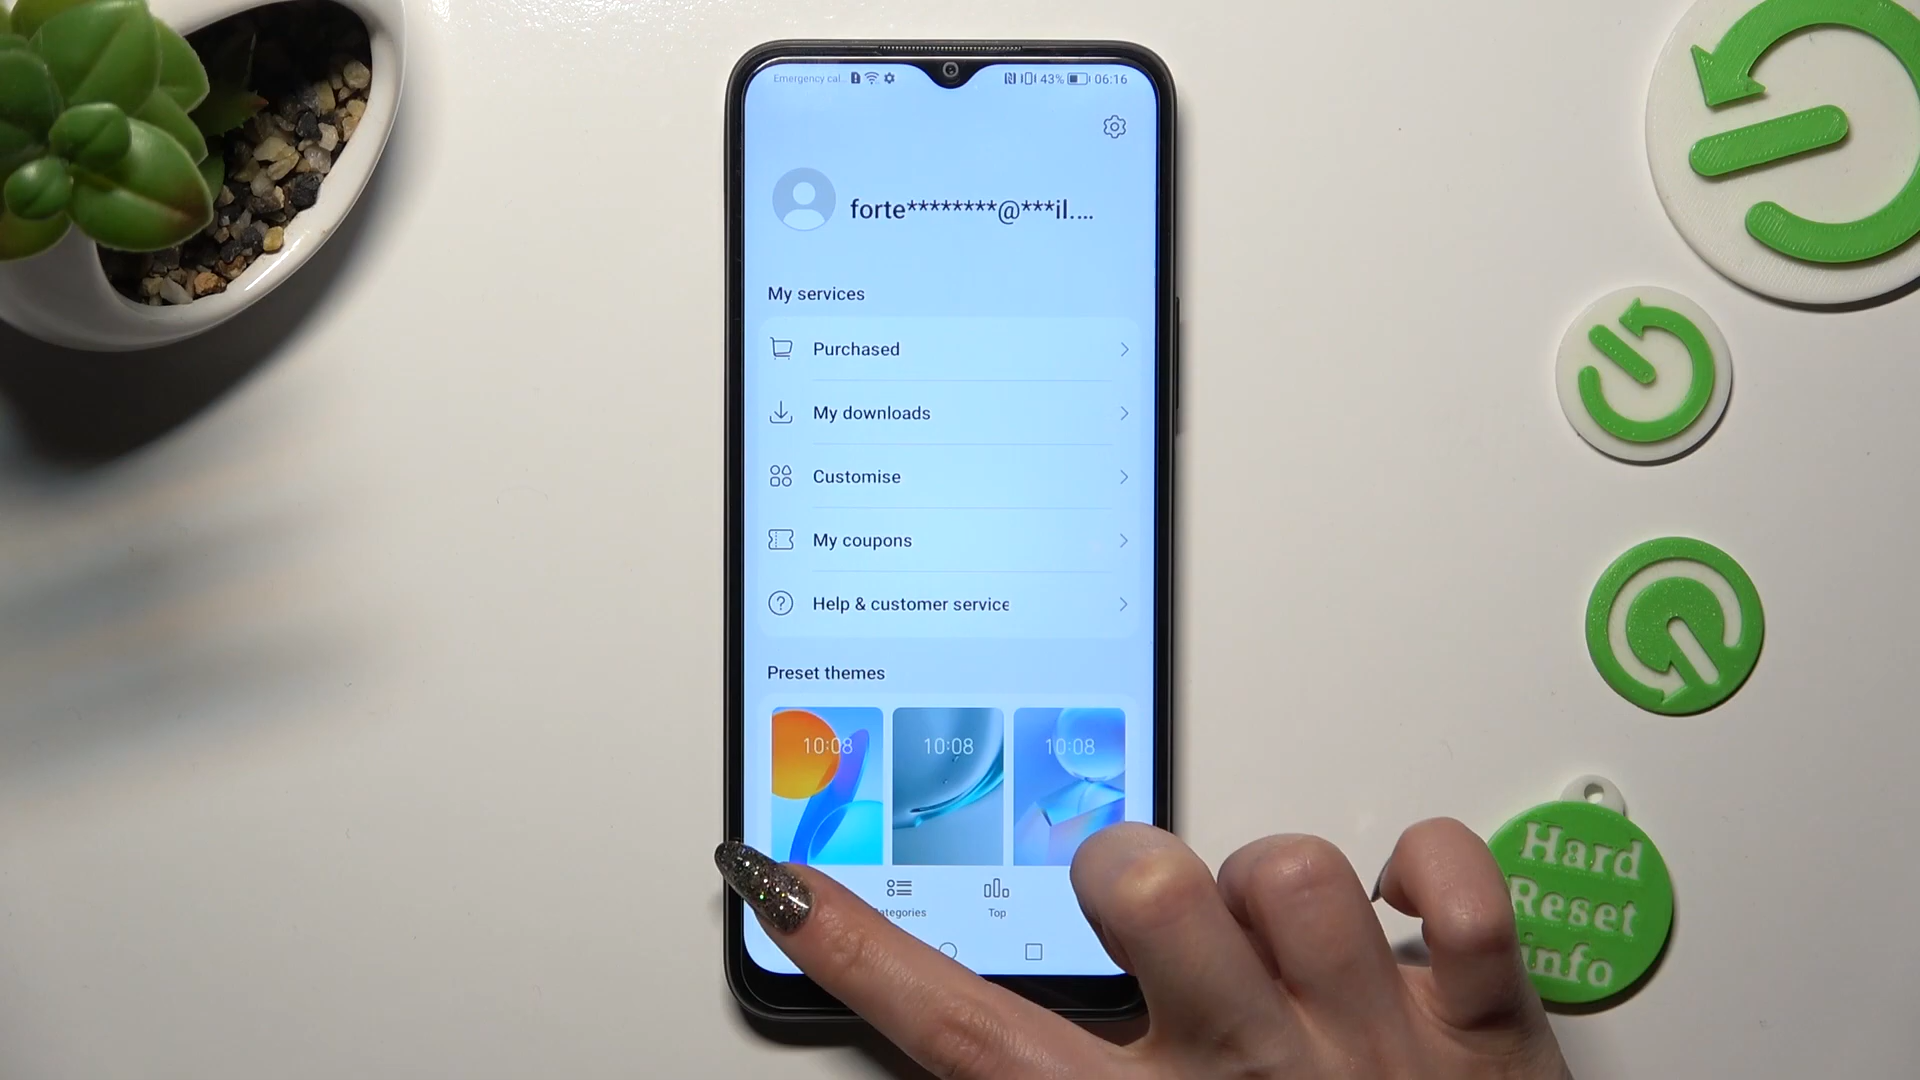 Emergency cal... 43% 06:16
forte********@***il....
My services
Purchased
My downloads
Customise
My coupons
Help & customer service
Preset themes
10:08 10:08 10:08
Top
Hard
Reset
info